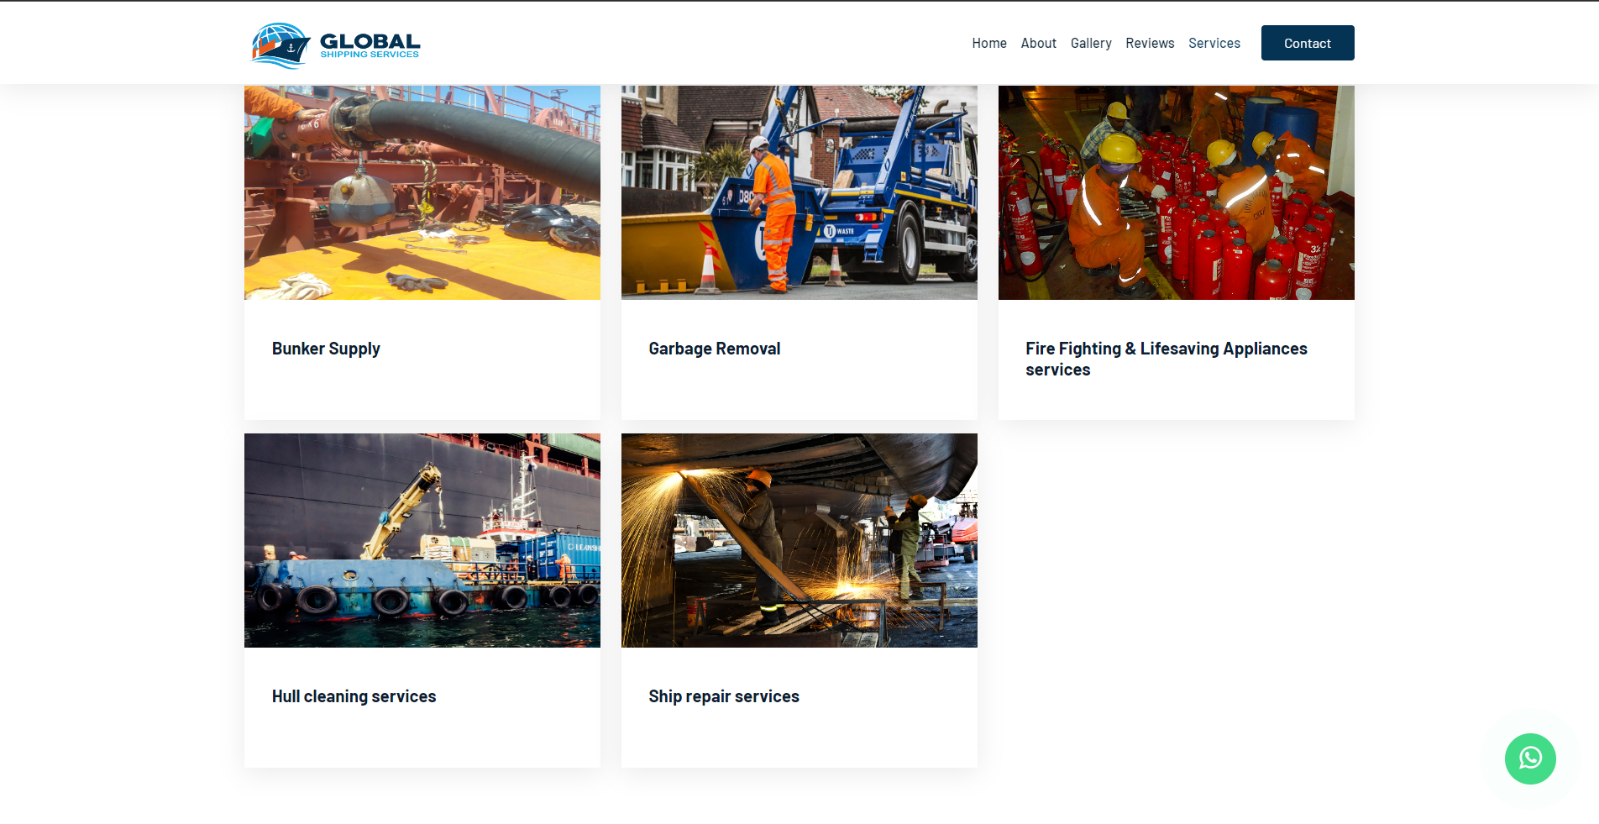 GLOBAL
SHIPPING SERVICES
Home About Gallery Reviews Services Contact
WASTE
Bunker Supply
Garbage Removal
Fire Fighting & Lifesaving Appliances
services
Hull cleaning services
Ship repair services